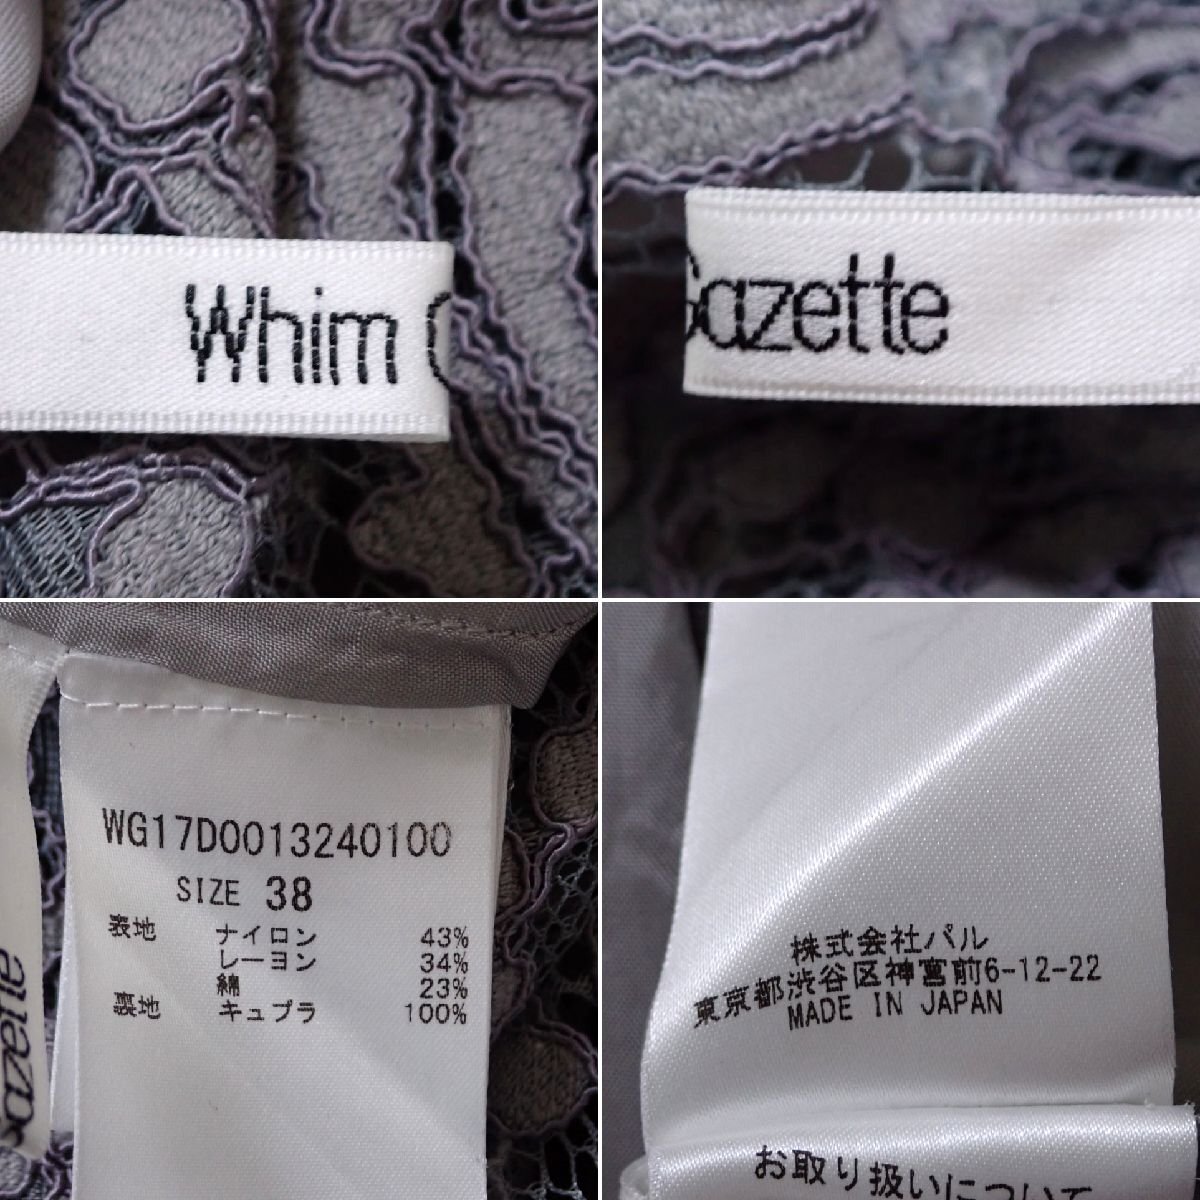 Whim G
Gazette
WG17D0013240100
SIZE 38
表地 ナイロン 43%
レーヨン 34%
綿 23%
裏地 キュプラ 100%
azette
株式会社パル
東京都渋谷区神宮前6-12-22
MADE IN JAPAN
お取り扱いについて